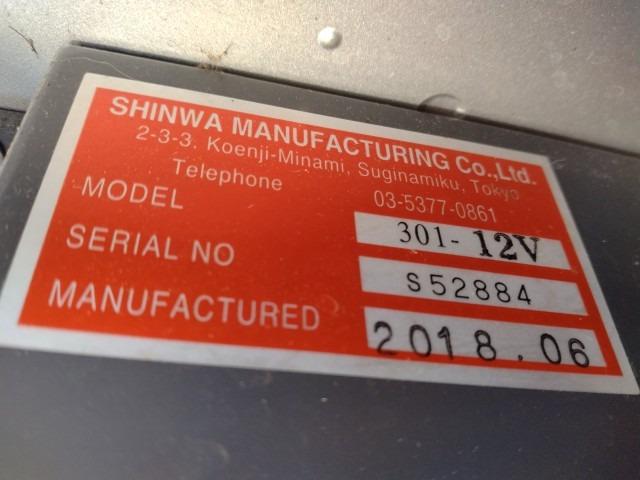 SHINWA MANUFACTURING Co.,Ltd.
2-3-3, Koenji-Minami, Suginamiku, Tokyo
Telephone 03-5377-0861
MODEL 301-12V
SERIAL NO S52884
MANUFACTURED 2018.06